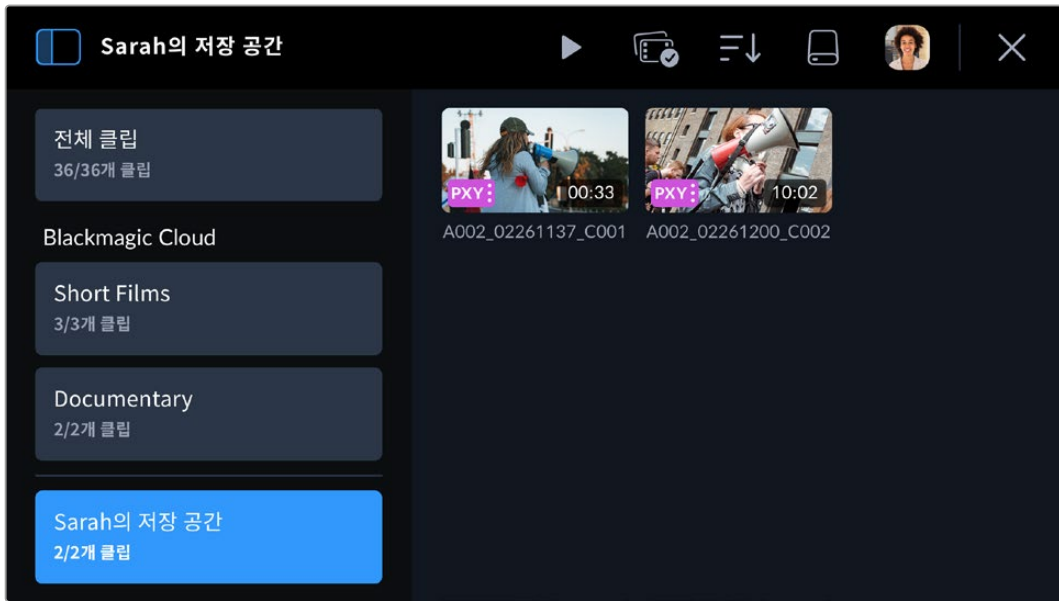 Sarah의 저장 공간
전체 클립
36/36개 클립
Blackmagic Cloud
Short Films
3/3개 클립
Documentary
2/2개 클립
Sarah의 저장 공간
2/2개 클립
PXY 00:33
A002_02261137_C001
PXY 10:02
A002_02261200_C002